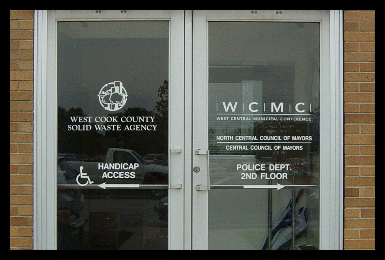 WEST COOK COUNTY
SOLID WASTE AGENCY
HANDICAP
ACCESS
W|C|M|C|
WEST CENTRAL MUNICIPAL CONFERENCE
NORTH CENTRAL COUNCIL OF MAYORS
CENTRAL COUNCIL OF MAYORS
POLICE DEPT.
2ND FLOOR